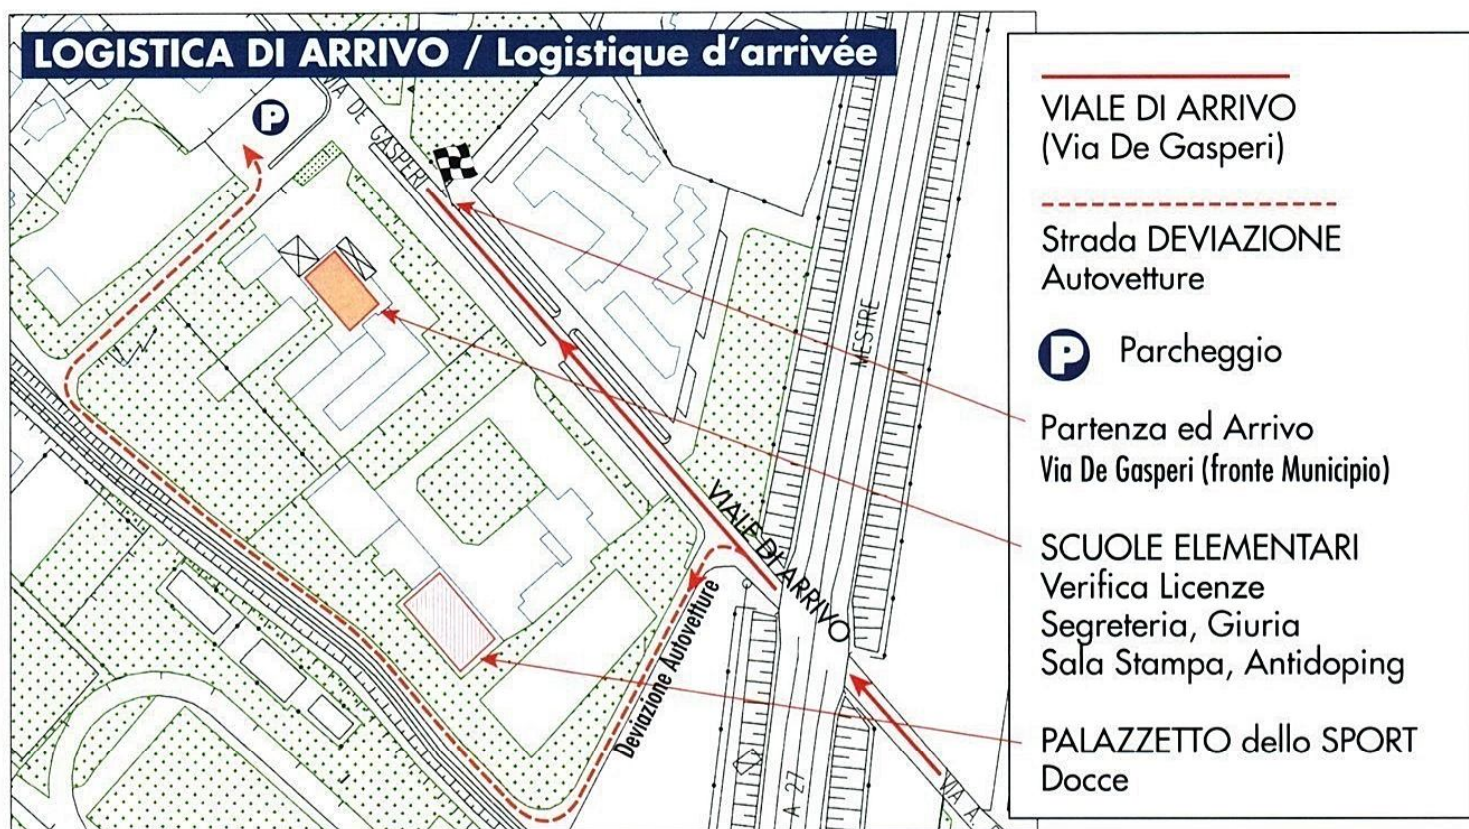 LOGISTICA DI ARRIVO / Logistique d'arrivée
P
VIA DE GASPERI
MESTRE
VIALE DI ARRIVO
Deviazione Autovetture
A 27
VIA A.
VIALE DI ARRIVO
(Via De Gasperi)
Strada DEVIAZIONE
Autovetture
P Parcheggio
Partenza ed Arrivo
Via De Gasperi (fronte Municipio)
SCUOLE ELEMENTARI
Verifica Licenze
Segreteria, Giuria
Sala Stampa, Antidoping
PALAZZETTO dello SPORT
Docce